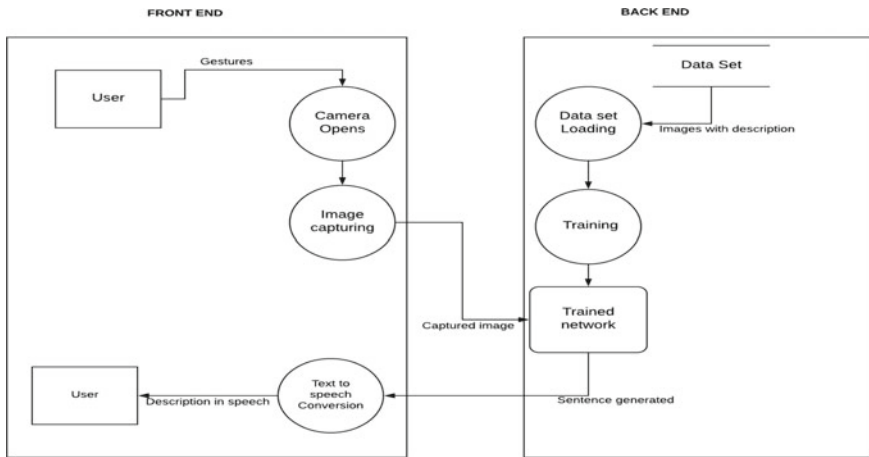 FRONT END
BACK END
Gestures
User
Camera
Opens
Image
capturing
Captured image
Data Set
Data set
Loading
Images with description
Training
Trained
network
Sentence generated
Text to
speech
Conversion
Description in speech
User